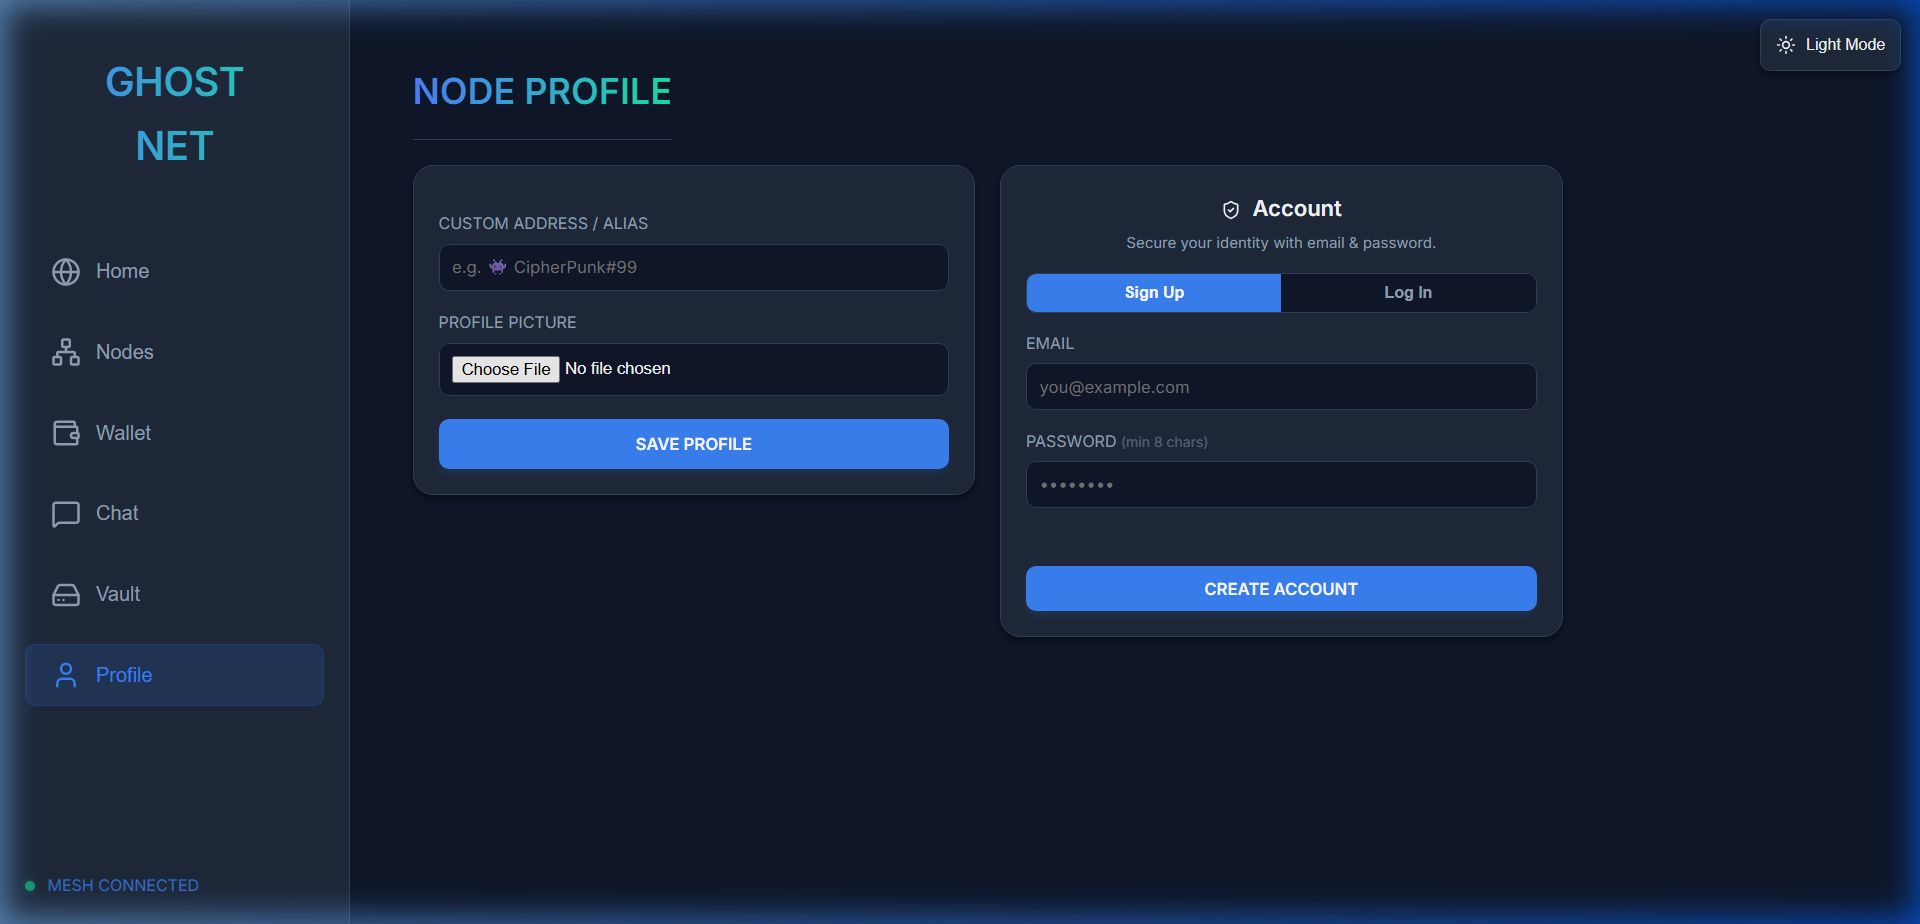 GHOST
NET
Home
Nodes
Wallet
Chat
Vault
Profile
MESH CONNECTED
Light Mode
NODE PROFILE
CUSTOM ADDRESS / ALIAS
e.g. 👾 CipherPunk#99
PROFILE PICTURE
Choose File No file chosen
SAVE PROFILE
Account
Secure your identity with email & password.
Sign Up Log In
EMAIL
you@example.com
PASSWORD (min 8 chars)
••••••••
CREATE ACCOUNT